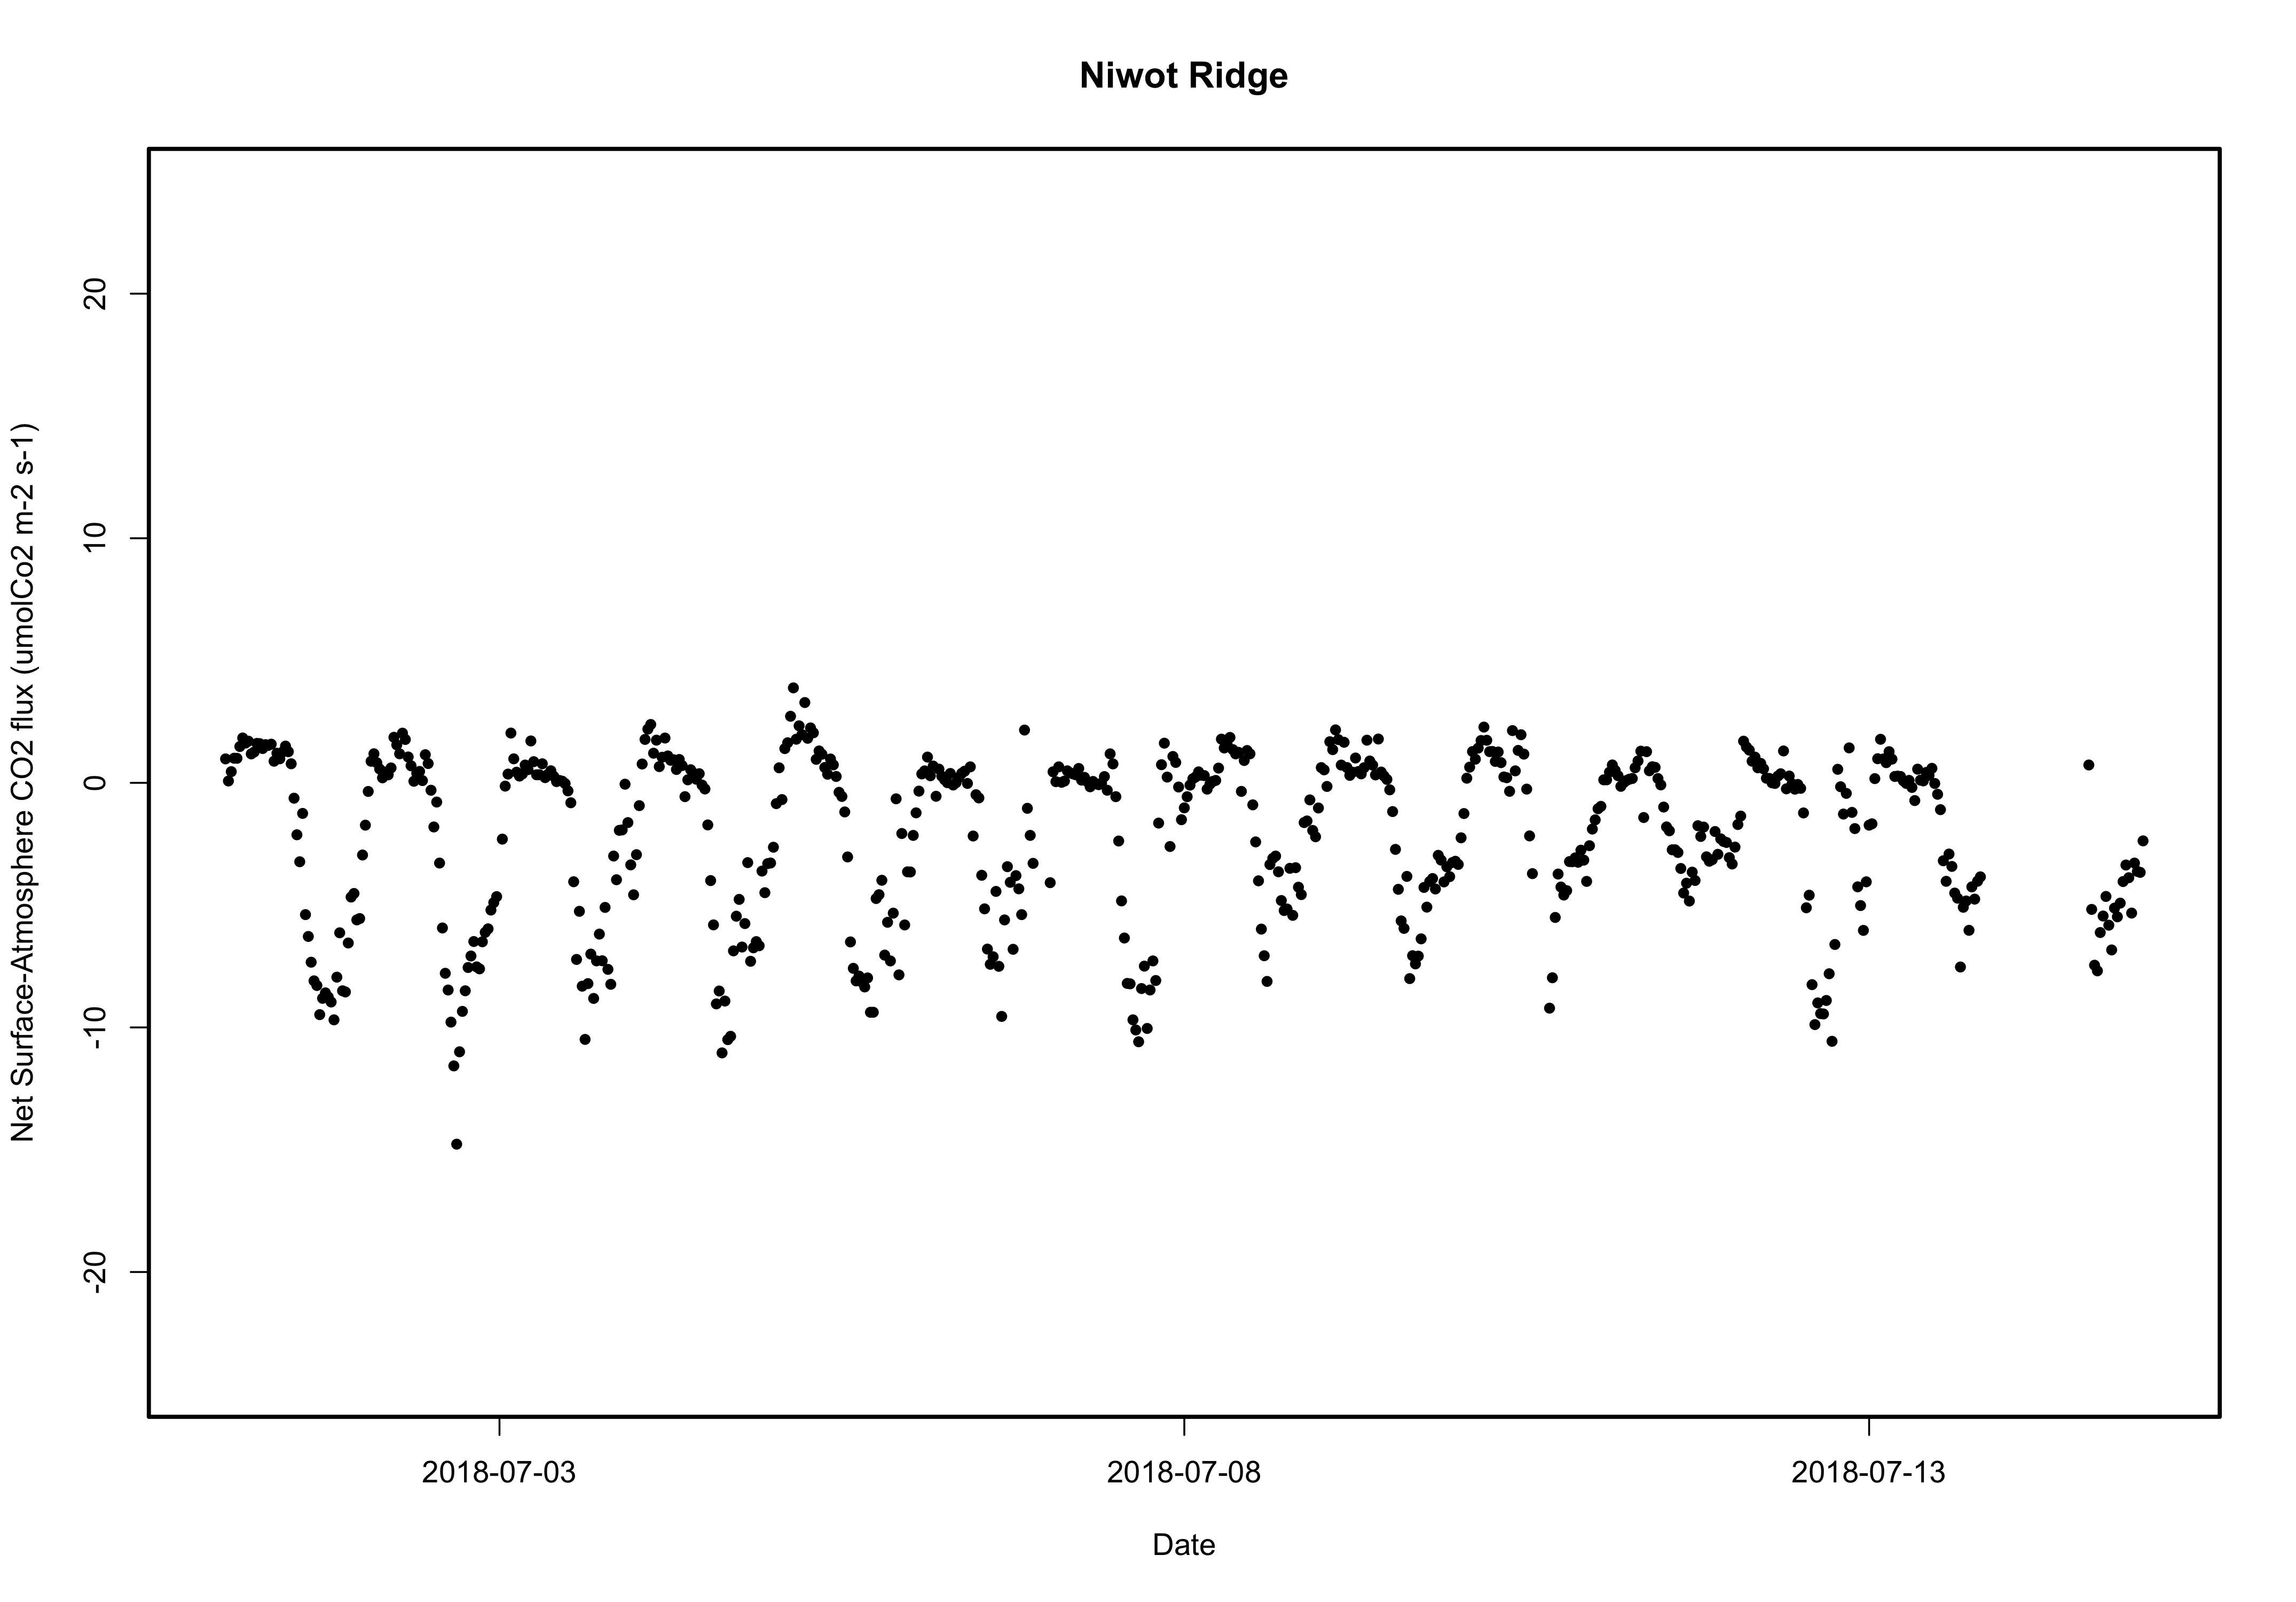 Niwot Ridge
Net Surface-Atmosphere CO2 flux (umolCo2 m-2 s-1)
20
10
0
-10
-20
2018-07-03
2018-07-08
2018-07-13
Date